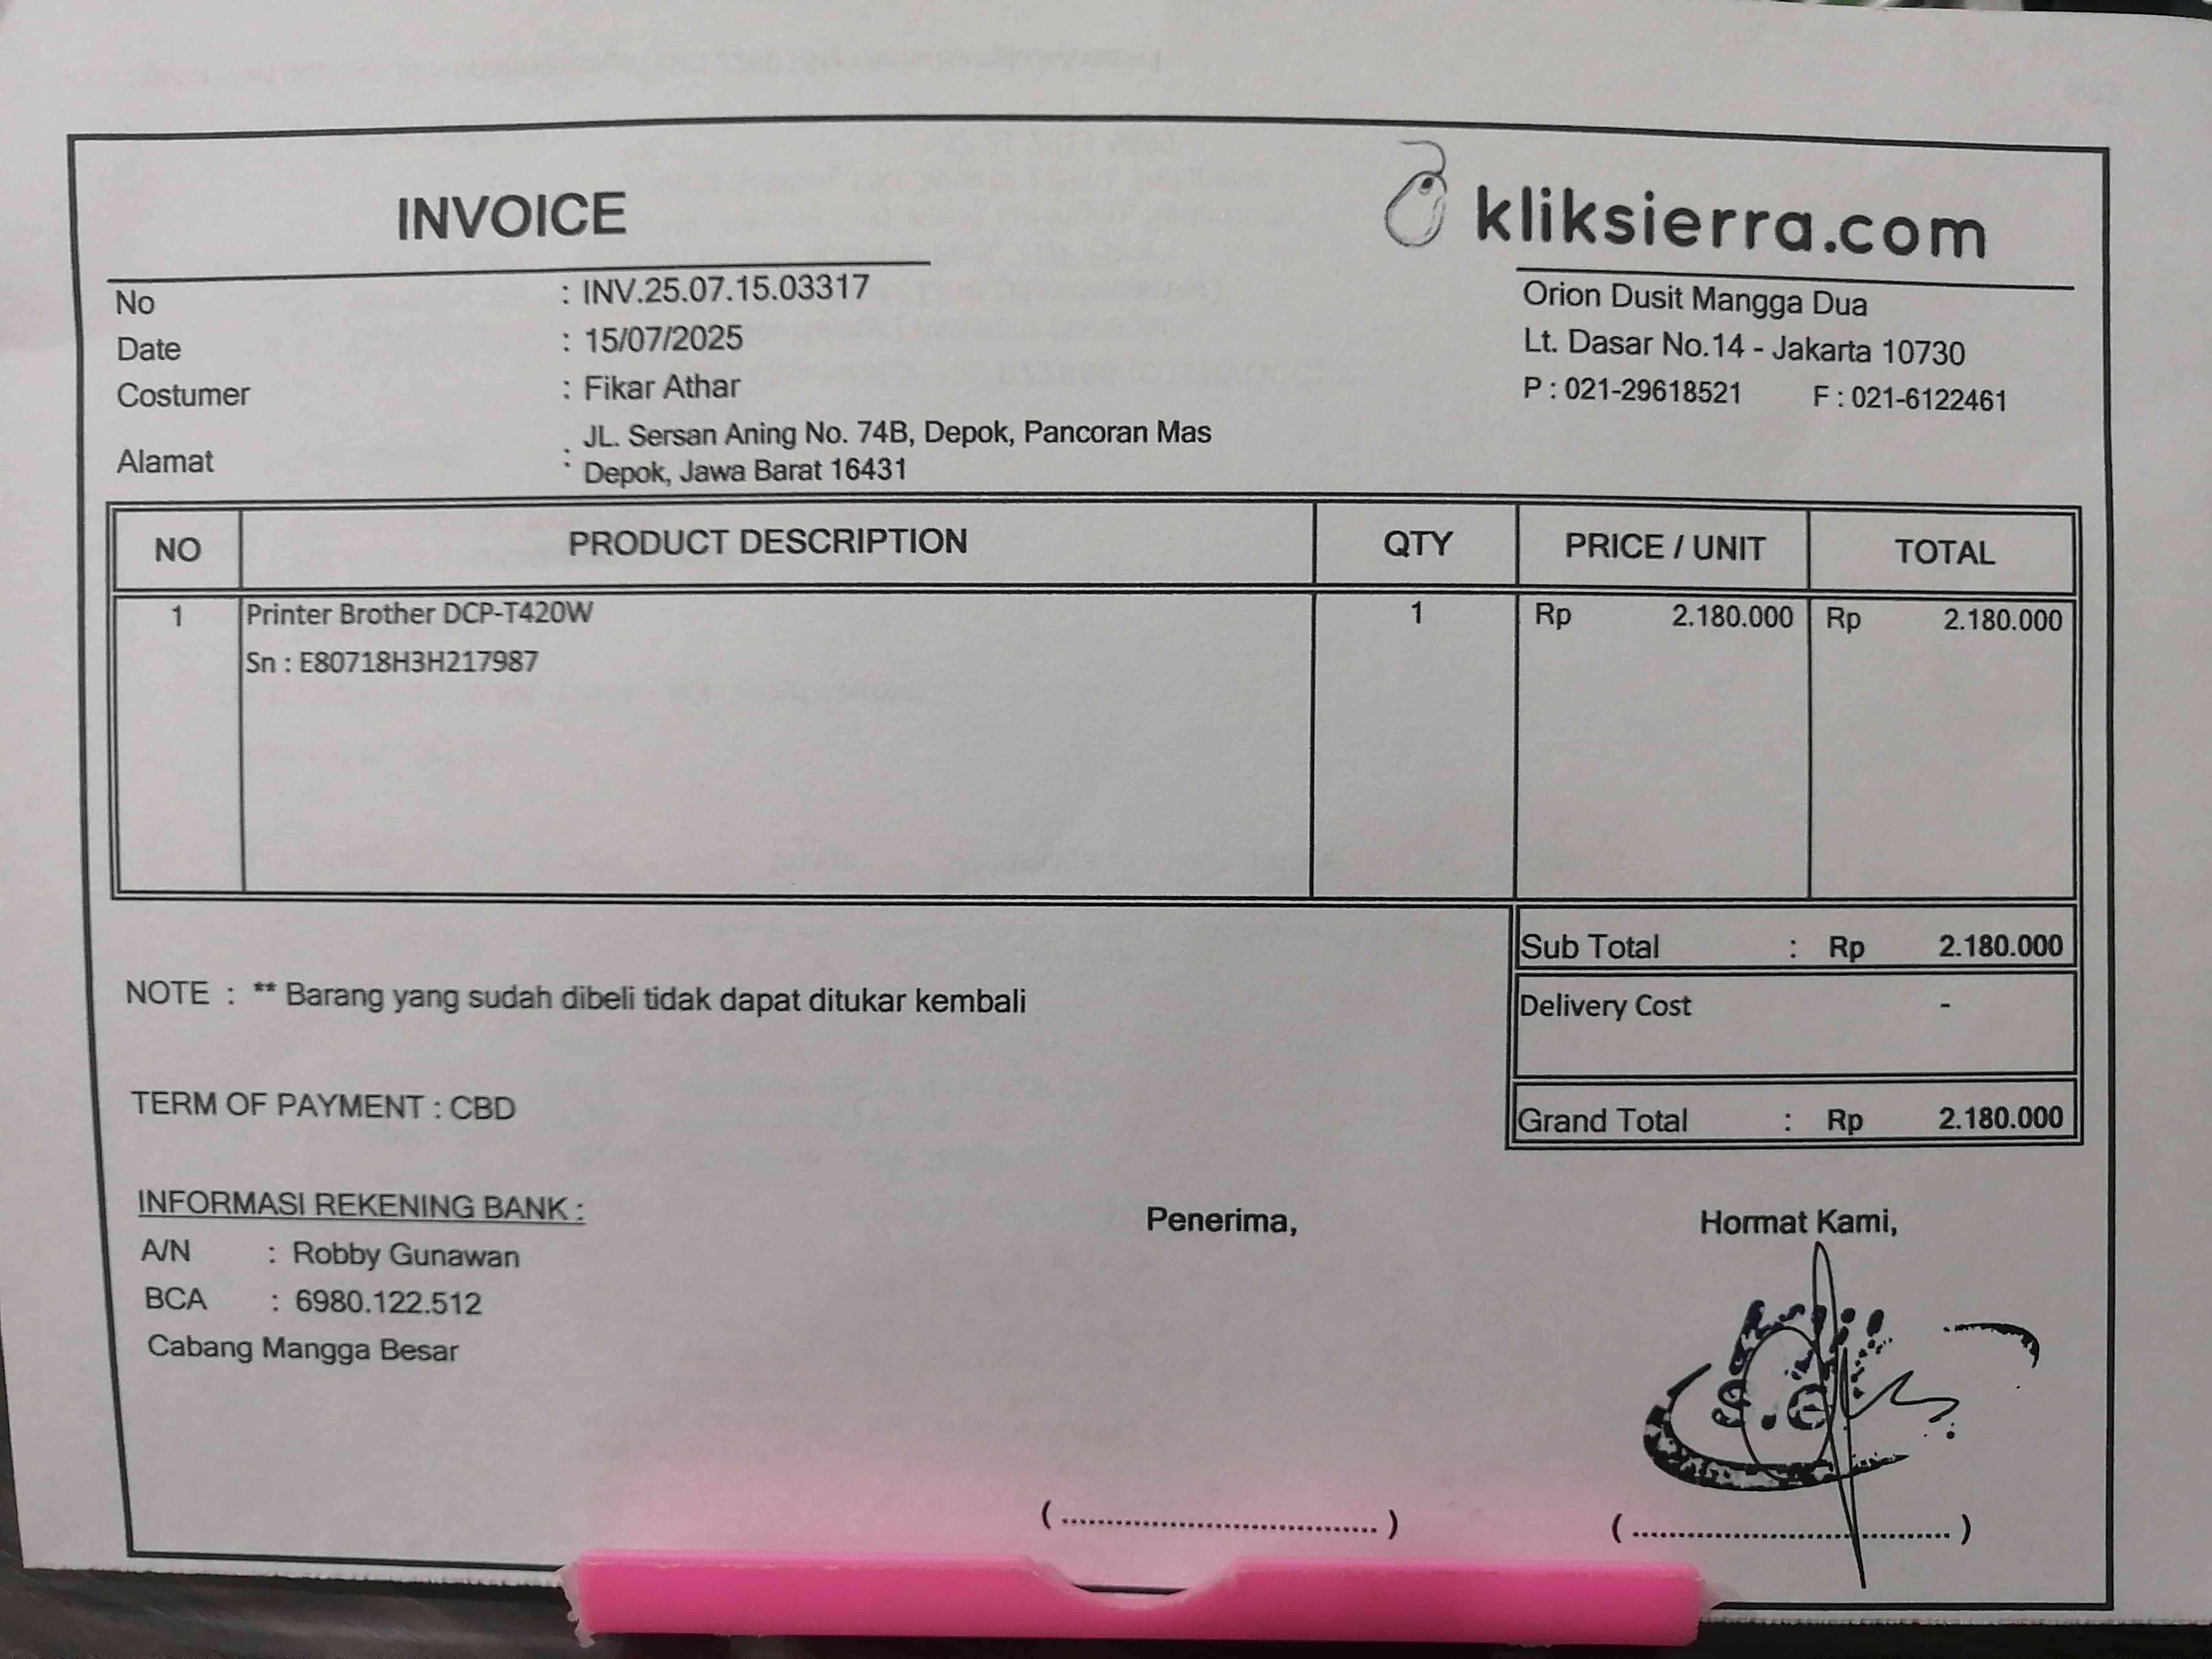 INVOICE
kliksierra.com
No : INV.25.07.15.03317
Date : 15/07/2025
Costumer : Fikar Athar
Alamat : JL. Sersan Aning No. 74B, Depok, Pancoran Mas
Depok, Jawa Barat 16431
Orion Dusit Mangga Dua
Lt. Dasar No.14 - Jakarta 10730
P : 021-29618521 F : 021-6122461
NO PRODUCT DESCRIPTION QTY PRICE / UNIT TOTAL
1 Printer Brother DCP-T420W 1 Rp 2.180.000 Rp 2.180.000
Sn : E80718H3H217987
Sub Total : Rp 2.180.000
NOTE : ** Barang yang sudah dibeli tidak dapat ditukar kembali
Delivery Cost -
TERM OF PAYMENT : CBD
Grand Total : Rp 2.180.000
INFORMASI REKENING BANK :
A/N : Robby Gunawan
BCA : 6980.122.512
Cabang Mangga Besar
Penerima,
Hormat Kami,
(................................) (................................)